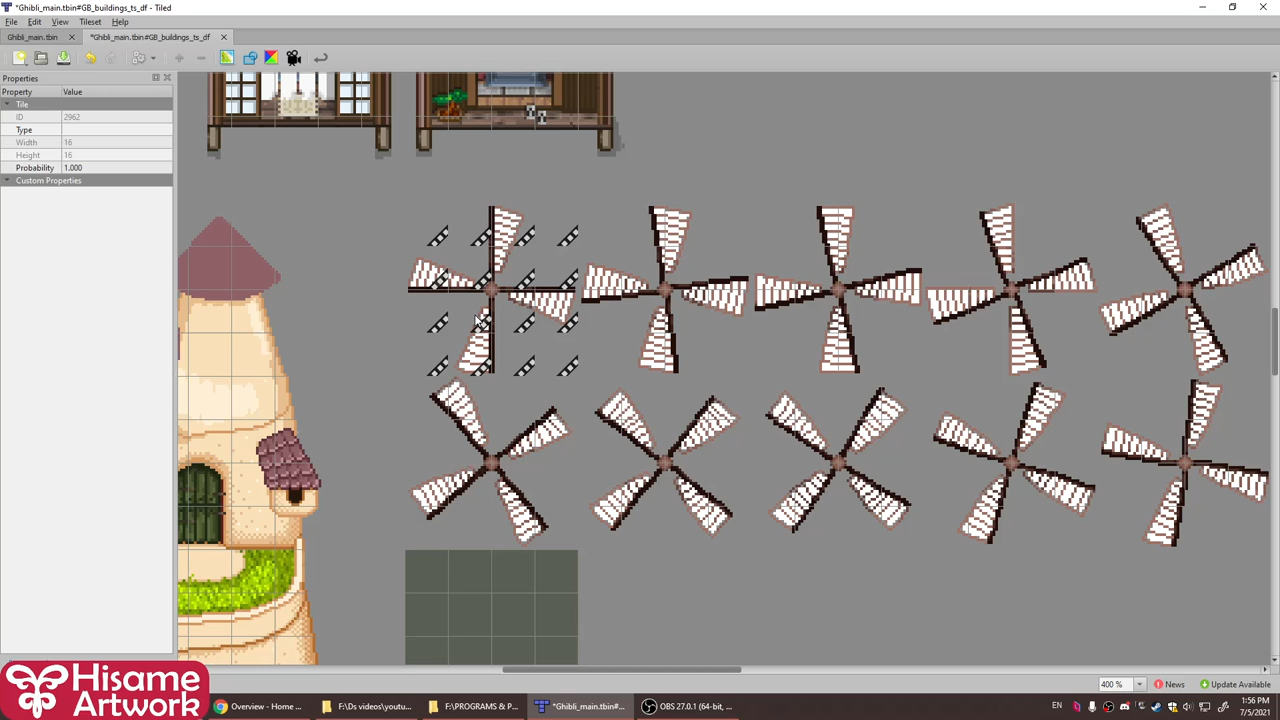 *Ghibli_main.tbin#GB_buildings_ts_df - Tiled
File Edit View Tileset Help
Ghibli_main.tbin *Ghibli_main.tbin#GB_buildings_ts_df
Properties
Property Value
Tile
ID 2962
Type
Width 16
Height 16
Probability 1.000
Custom Properties
400 % News Update Available
Hisame
Artwork
Overview - Home ... F:\Ds videos\youtu... F:\PROGRAMS & P... *Ghibli_main.tbin#... OBS 27.0.1 (64-bit, ...
EN 1:56 PM
7/5/2021